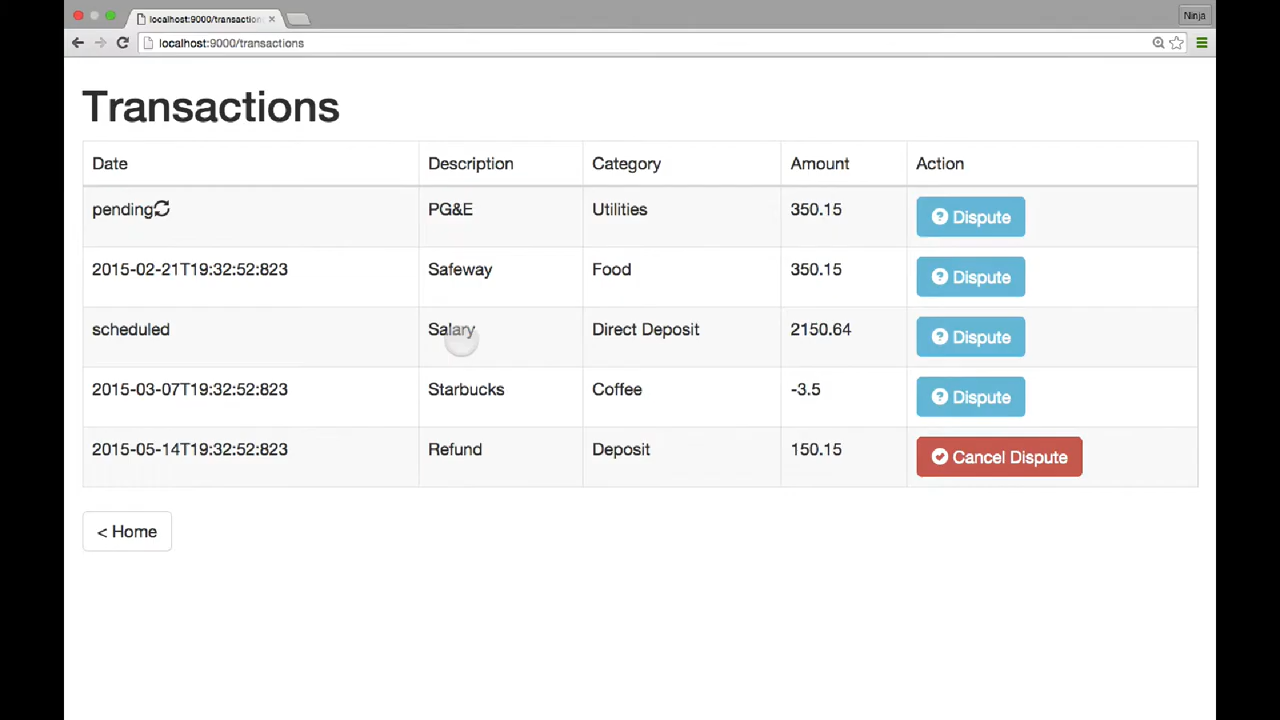 localhost:9000/transaction
Ninja
localhost:9000/transactions
Transactions
Date Description Category Amount Action
pending PG&E Utilities 350.15 Dispute
2015-02-21T19:32:52:823 Safeway Food 350.15 Dispute
scheduled Salary Direct Deposit 2150.64 Dispute
2015-03-07T19:32:52:823 Starbucks Coffee -3.5 Dispute
2015-05-14T19:32:52:823 Refund Deposit 150.15 Cancel Dispute
< Home